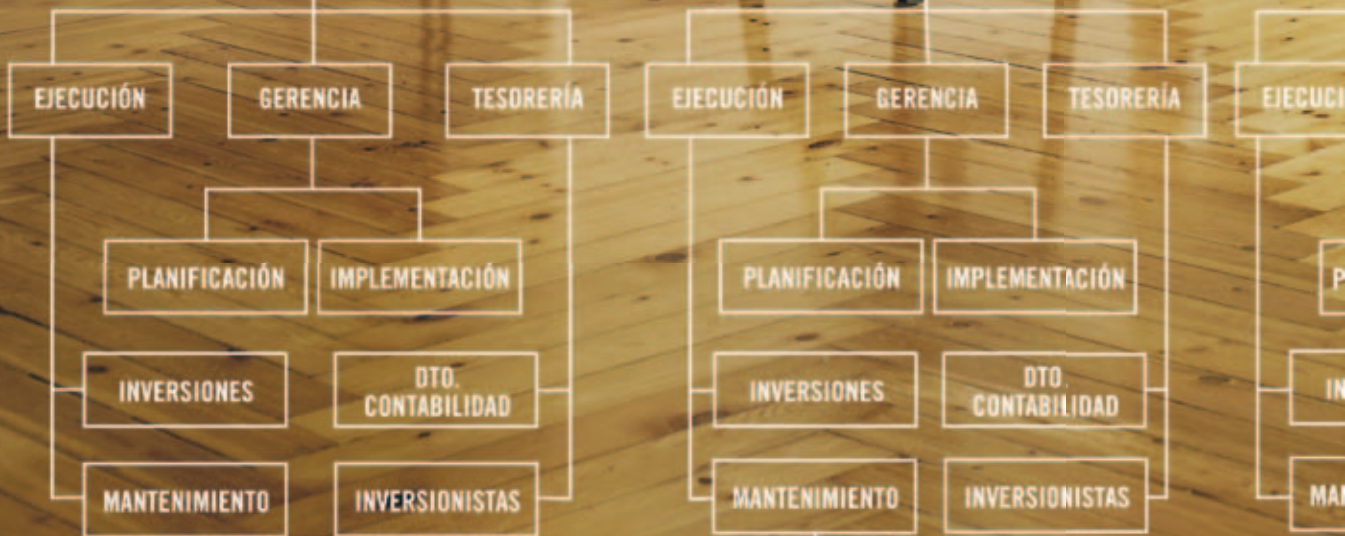 EJECUCIÓN GERENCIA TESORERÍA EJECUCIÓN GERENCIA TESORERÍA
PLANIFICACIÓN IMPLEMENTACIÓN PLANIFICACIÓN IMPLEMENTACIÓN
INVERSIONES DTO. INVERSIONES DTO.
CONTABILIDAD CONTABILIDAD
MANTENIMIENTO INVERSIONISTAS MANTENIMIENTO INVERSIONISTAS